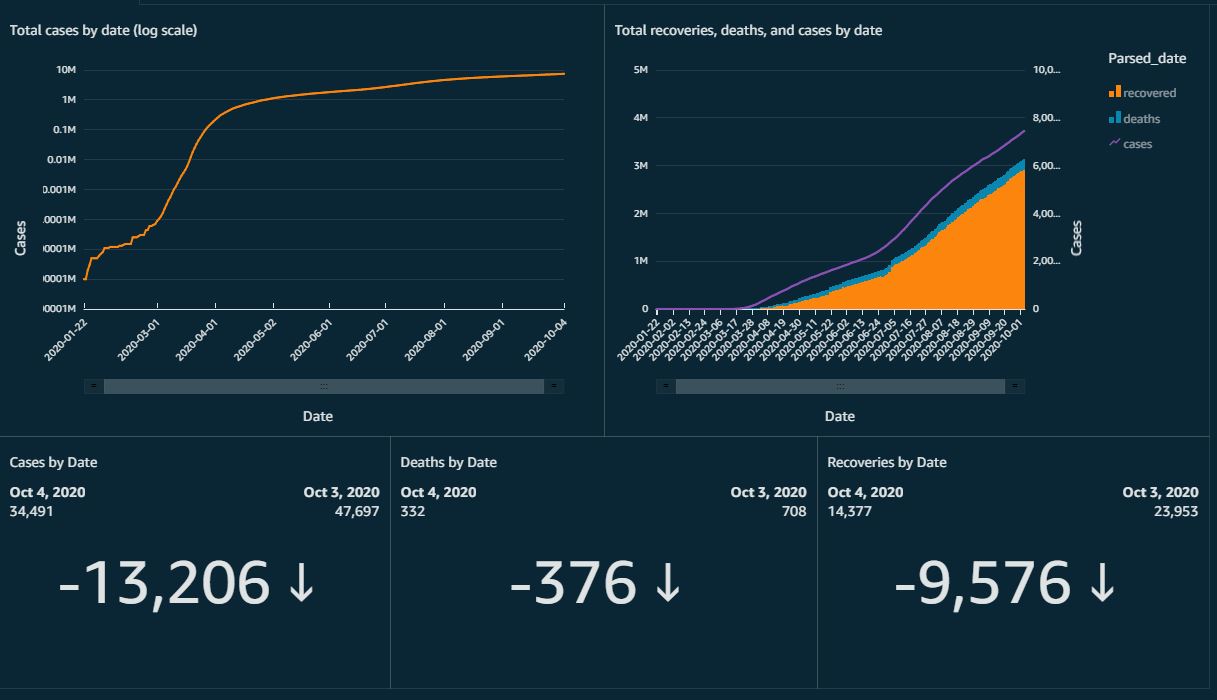 Total cases by date (log scale)
10M
1M
0.1M
0.01M
0.001M
.0001M
0001M
0001M
0001M
Cases
2020-01-22
2020-03-01
2020-04-01
2020-05-02
2020-06-01
2020-07-01
2020-08-01
2020-09-01
2020-10-04
Date
Total recoveries, deaths, and cases by date
5M
4M
3M
2M
1M
0
10,0...
8,00...
6,00...
4,00...
2,00...
0
Cases
2020-01-22
2020-02-02
2020-02-13
2020-02-24
2020-03-06
2020-03-17
2020-03-28
2020-04-08
2020-04-19
2020-04-30
2020-05-11
2020-05-22
2020-06-02
2020-06-13
2020-06-24
2020-07-05
2020-07-16
2020-07-27
2020-08-07
2020-08-18
2020-08-29
2020-09-09
2020-09-20
2020-10-01
Date
Parsed_date
recovered
deaths
cases
Cases by Date
Oct 4, 2020 Oct 3, 2020
34,491 47,697
-13,206 ↓
Deaths by Date
Oct 4, 2020 Oct 3, 2020
332 708
-376 ↓
Recoveries by Date
Oct 4, 2020 Oct 3, 2020
14,377 23,953
-9,576 ↓